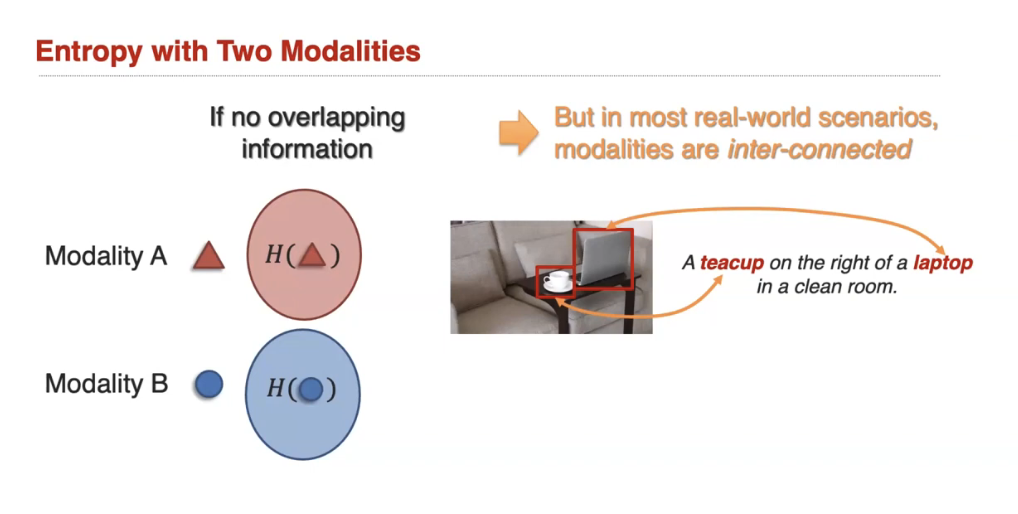 Entropy with Two Modalities
If no overlapping
information
But in most real-world scenarios,
modalities are inter-connected
Modality A
H(▲)
A teacup on the right of a laptop
in a clean room.
Modality B
H(●)